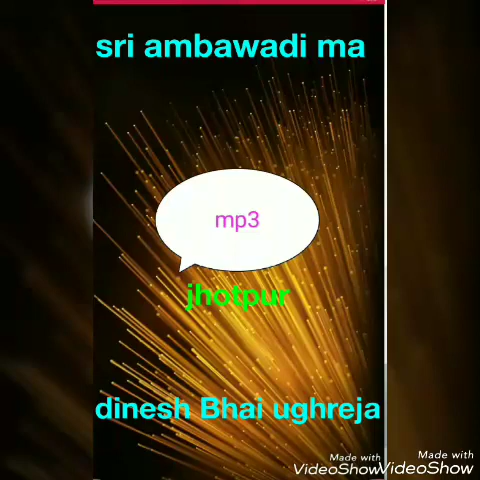 sri ambawadi ma
mp3
jhotpur
dinesh Bhai ughreja
Made with
VideoShow
Made with
VideoShow